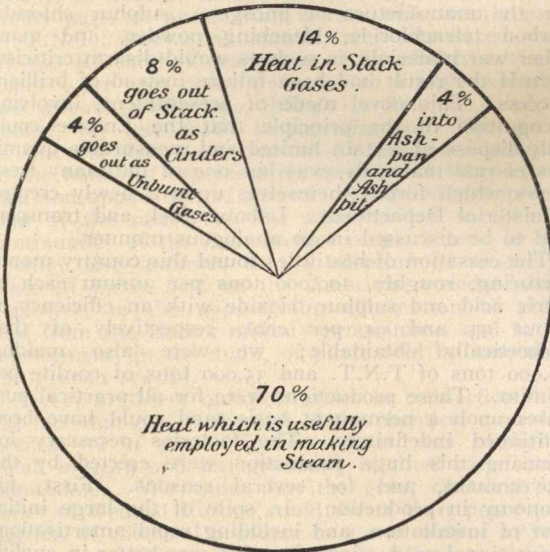 14%
Heat in Stack
Gases.
8%
goes out
of Stack
as
Cinders
4%
goes
out as
Unburnt
Gases
4%
into
Ash-
pan
and
Ash
pit.
70%
Heat which is usefully
employed in making
Steam.